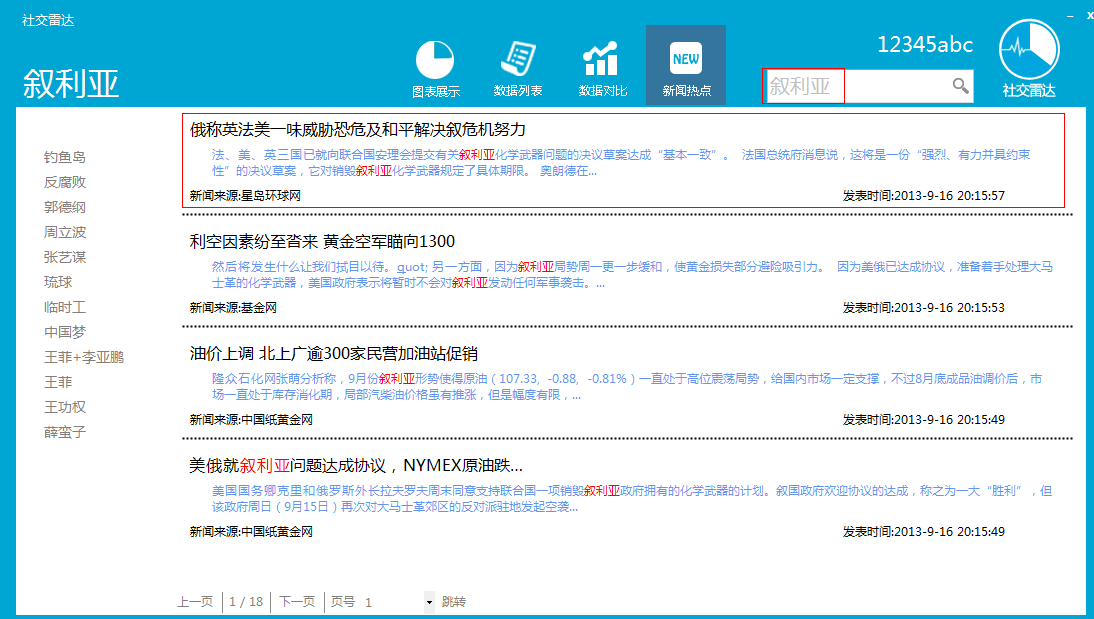 社交雷达
– x
12345abc
叙利亚
图表展示
数据列表
数据对比
NEW
新闻热点
叙利亚
社交雷达
钓鱼岛
反腐败
郭德纲
周立波
张艺谋
琉球
临时工
中国梦
王菲+李亚鹏
王菲
王功权
薛蛮子
俄称英法美一味威胁恐危及和平解决叙危机努力
法、美、英三国已就向联合国安理会提交有关叙利亚化学武器问题的决议草案达成“基本一致”。 法国总统府消息说，这将是一份“强烈、有力并具约束
性”的决议草案，它对销毁叙利亚化学武器规定了具体期限。 奥朗德在...
新闻来源:星岛环球网 发表时间:2013-9-16 20:15:57
利空因素纷至沓来 黄金空军瞄向1300
然后将发生什么让我们拭目以待。quot; 另一方面，因为叙利亚局势周一更一步缓和，使黄金损失部分避险吸引力。 因为美俄已达成协议，准备着手处理大马
士革的化学武器，美国政府表示将暂时不会对叙利亚发动任何军事袭击。...
新闻来源:基金网 发表时间:2013-9-16 20:15:53
油价上调 北上广逾300家民营加油站促销
隆众石化网张萌分析称，9月份叙利亚形势使得原油（107.33, -0.88, -0.81%）一直处于高位震荡局势，给国内市场一定支撑，不过8月底成品油调价后，市
场一直处于库存消化期，局部汽柴油价格虽有推涨，但是幅度有限，...
新闻来源:中国纸黄金网 发表时间:2013-9-16 20:15:49
美俄就叙利亚问题达成协议，NYMEX原油跌...
美国国务卿克里和俄罗斯外长拉夫罗夫周末同意支持联合国一项销毁叙利亚政府拥有的化学武器的计划。叙国政府欢迎协议的达成，称之为一大“胜利”，但
该政府周日（9月15日）再次对大马士革郊区的反对派驻地发起空袭...
新闻来源:中国纸黄金网 发表时间:2013-9-16 20:15:49
上一页 1 / 18 下一页 页号 1 跳转